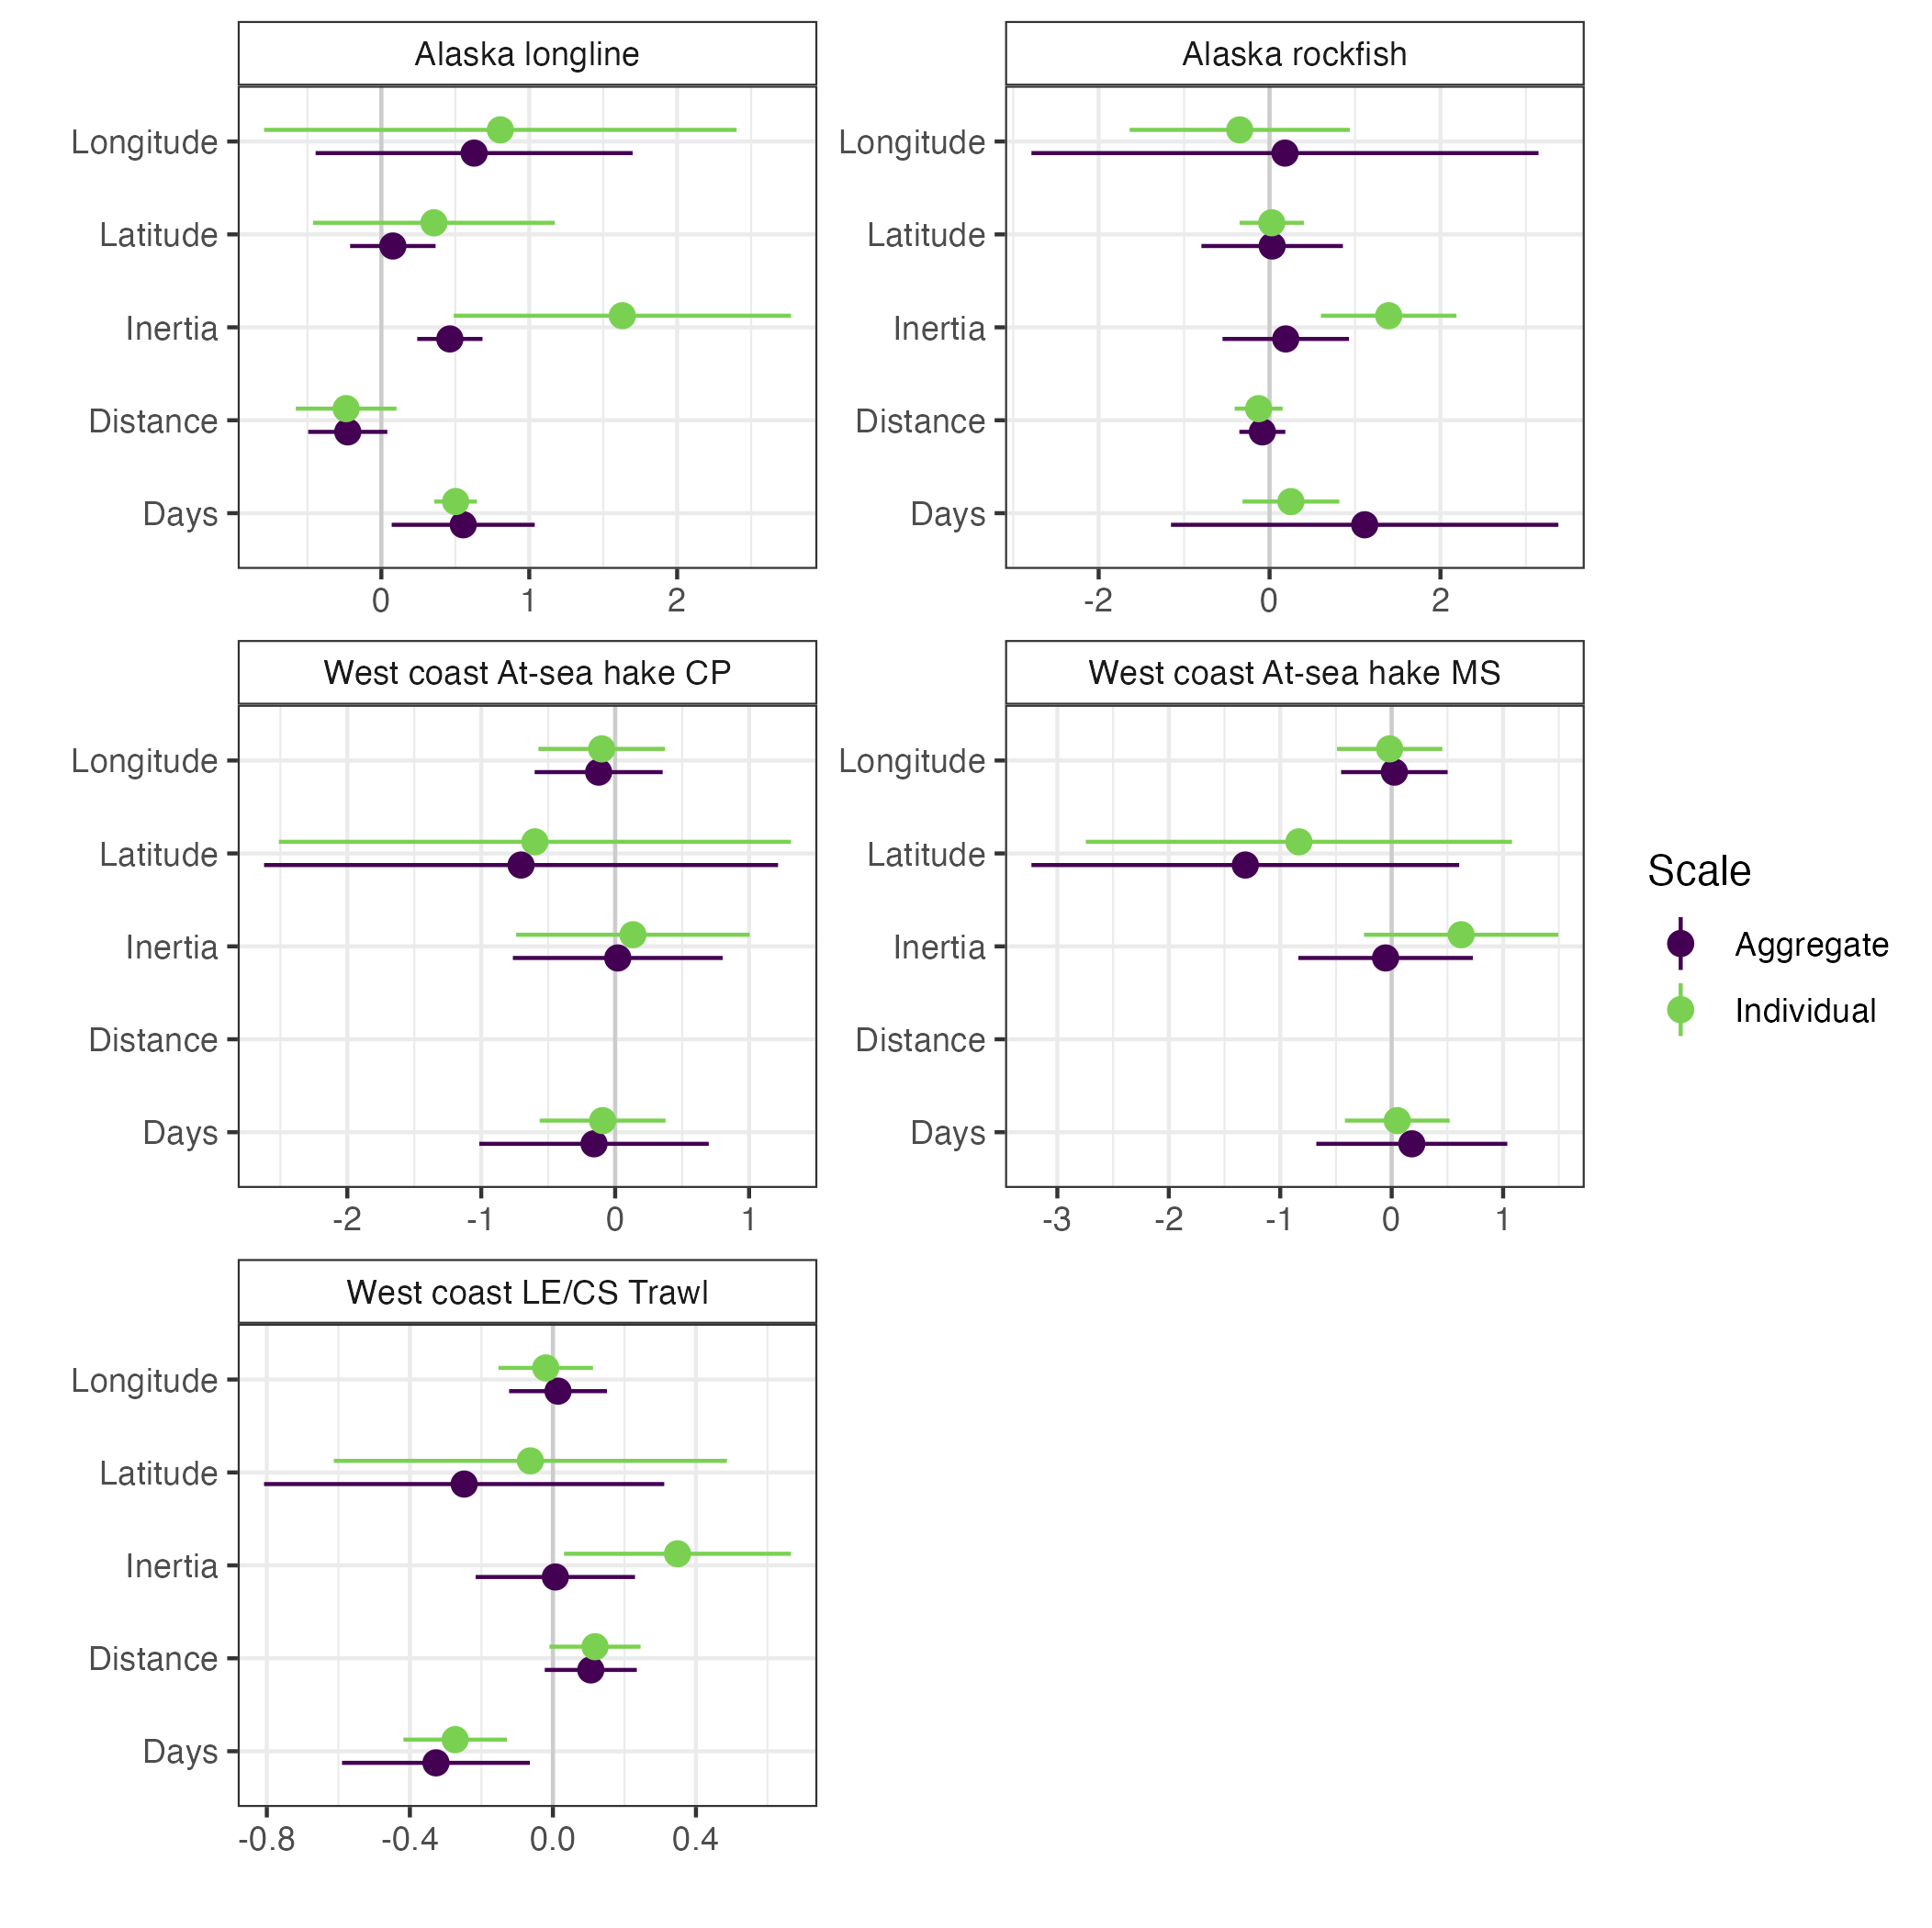 Alaska longline
Alaska rockfish
Longitude
Latitude
Inertia
Distance
Days
0 1 2
Longitude
Latitude
Inertia
Distance
Days
-2 0 2
West coast At-sea hake CP
West coast At-sea hake MS
Longitude
Latitude
Inertia
Distance
Days
-2 -1 0 1
Longitude
Latitude
Inertia
Distance
Days
-3 -2 -1 0 1
West coast LE/CS Trawl
Longitude
Latitude
Inertia
Distance
Days
-0.8 -0.4 0.0 0.4
Scale
Aggregate
Individual